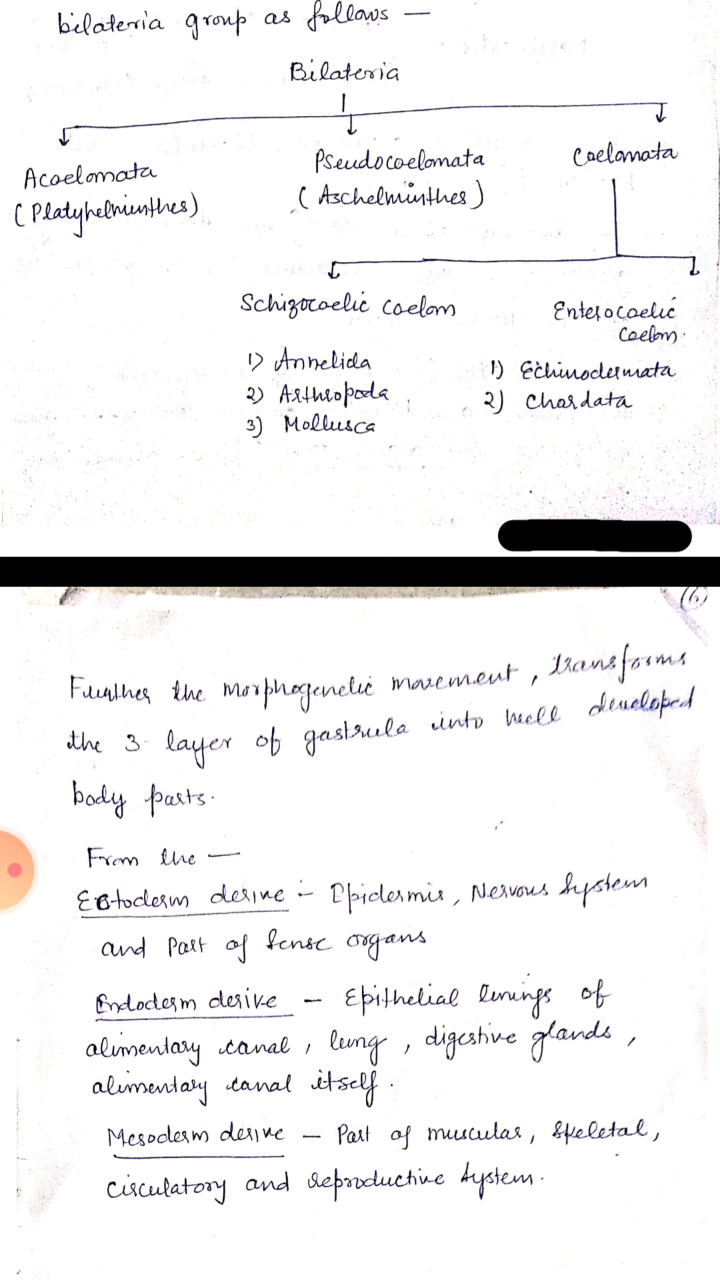 bilateria group as follows —
Bilateria
Acoelomata
(Platyhelminthes)
Pseudocoelomata
(Aschelminthes)
Coelomata
Schizocoelic coelom
1) Annelida
2) Arthropoda
3) Mollusca
Enterocoelic
Coelom.
1) Echinodermata
2) Chordata
(6)
Further the morphogenetic movement, transforms
the 3 layer of gastrula into well developed
body parts.
From the —
Ectoderm derive - Epidermis, Nervous System
and Part of Sense organs
Endoderm derive - Epithelial linings of
alimentary canal, lung, digestive glands,
alimentary canal itself.
Mesoderm derive - Part of muscular, Skeletal,
circulatory and reproductive system.